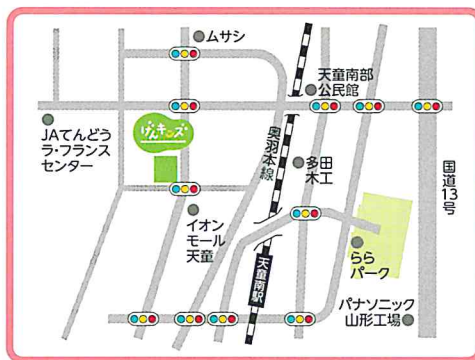 ムサシ
天童南部
公民館
JAてんどう
ラ・フランス
センター
げんキッズ
奥羽本線
多田
木工
国道13号
イオン
モール
天童
らら
パーク
天童南駅
パナソニック
山形工場